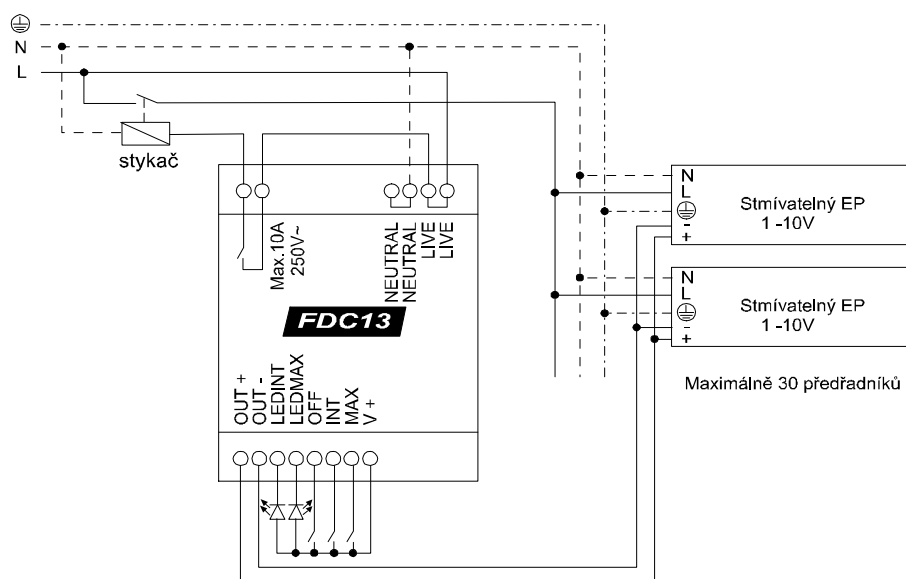 N
L
stykač
Max.10A
250V~
NEUTRAL
NEUTRAL
LIVE
LIVE
FDC13
OUT +
OUT -
LEDINT
LEDMAX
OFF
INT
MAX
V +
N
L
-
+
Stmívatelný EP
1 -10V
N
L
-
+
Stmívatelný EP
1 -10V
Maximálně 30 předřadníků